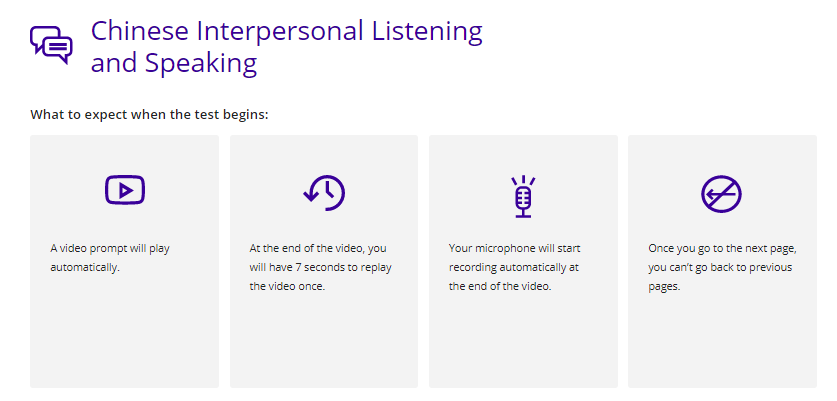 Chinese Interpersonal Listening
and Speaking
What to expect when the test begins:
A video prompt will play
automatically.
At the end of the video, you
will have 7 seconds to replay
the video once.
Your microphone will start
recording automatically at
the end of the video.
Once you go to the next page,
you can't go back to previous
pages.